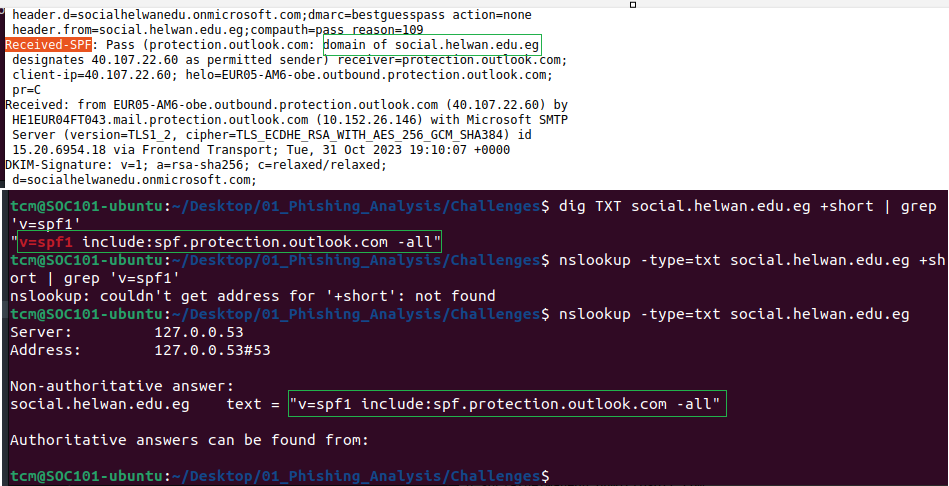 header.d=socialhelwanedu.onmicrosoft.com;dmarc=bestguesspass action=none
header.from=social.helwan.edu.eg;compauth=pass reason=109
Received-SPF: Pass (protection.outlook.com: domain of social.helwan.edu.eg
designates 40.107.22.60 as permitted sender) receiver=protection.outlook.com;
client-ip=40.107.22.60; helo=EUR05-AM6-obe.outbound.protection.outlook.com;
pr=C
Received: from EUR05-AM6-obe.outbound.protection.outlook.com (40.107.22.60) by
HE1EUR04FT043.mail.protection.outlook.com (10.152.26.146) with Microsoft SMTP
Server (version=TLS1_2, cipher=TLS_ECDHE_RSA_WITH_AES_256_GCM_SHA384) id
15.20.6954.18 via Frontend Transport; Tue, 31 Oct 2023 19:10:07 +0000
DKIM-Signature: v=1; a=rsa-sha256; c=relaxed/relaxed;
d=socialhelwanedu.onmicrosoft.com;
tcm@SOC101-ubuntu:~/Desktop/01_Phishing_Analysis/Challenges$ dig TXT social.helwan.edu.eg +short | grep
'v=spf1'
"v=spf1 include:spf.protection.outlook.com -all"
tcm@SOC101-ubuntu:~/Desktop/01_Phishing_Analysis/Challenges$ nslookup -type=txt social.helwan.edu.eg +sh
ort | grep 'v=spf1'
nslookup: couldn't get address for '+short': not found
tcm@SOC101-ubuntu:~/Desktop/01_Phishing_Analysis/Challenges$ nslookup -type=txt social.helwan.edu.eg
Server: 127.0.0.53
Address: 127.0.0.53#53
Non-authoritative answer:
social.helwan.edu.eg text = "v=spf1 include:spf.protection.outlook.com -all"
Authoritative answers can be found from:
tcm@SOC101-ubuntu:~/Desktop/01_Phishing_Analysis/Challenges$